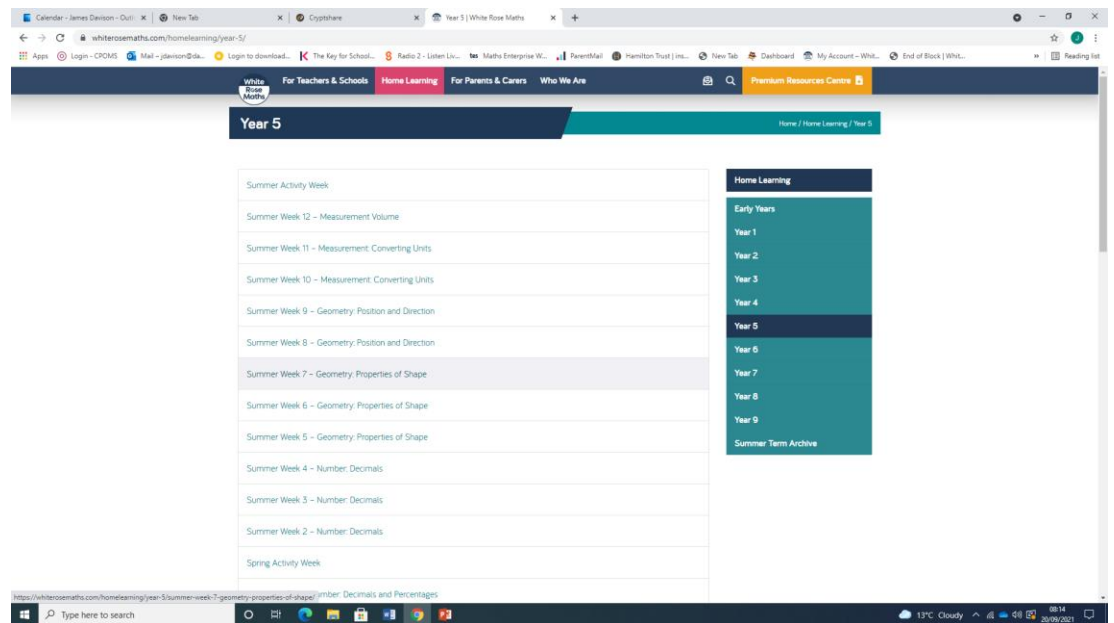 Calendar - James Davison - Outl
New Tab
Cryptshare
Year 5 | White Rose Maths
whiterosemaths.com/homelearning/year-5/
Apps
Login - CPOMS
Mail – jdavison@da...
Login to download...
The Key for School...
Radio 2 - Listen Liv...
Maths Enterprise W...
ParentMail
Hamilton Trust | ins...
New Tab
Dashboard
My Account – Whit...
End of Block | Whit...
»
Reading list
White Rose Maths
For Teachers & Schools
Home Learning
For Parents & Carers
Who We Are
Premium Resources Centre
Year 5
Home / Home Learning / Year 5
Summer Activity Week
Summer Week 12 – Measurement Volume
Summer Week 11 – Measurement: Converting Units
Summer Week 10 – Measurement: Converting Units
Summer Week 9 – Geometry: Position and Direction
Summer Week 8 – Geometry: Position and Direction
Summer Week 7 – Geometry: Properties of Shape
Summer Week 6 – Geometry: Properties of Shape
Summer Week 5 – Geometry: Properties of Shape
Summer Week 4 – Number: Decimals
Summer Week 3 – Number: Decimals
Summer Week 2 – Number: Decimals
Spring Activity Week
umber: Decimals and Percentages
Home Learning
Early Years
Year 1
Year 2
Year 3
Year 4
Year 5
Year 6
Year 7
Year 8
Year 9
Summer Term Archive
https://whiterosemaths.com/homelearning/year-5/summer-week-7-geometry-properties-of-shape/
Type here to search
13°C Cloudy
08:14
20/09/2021